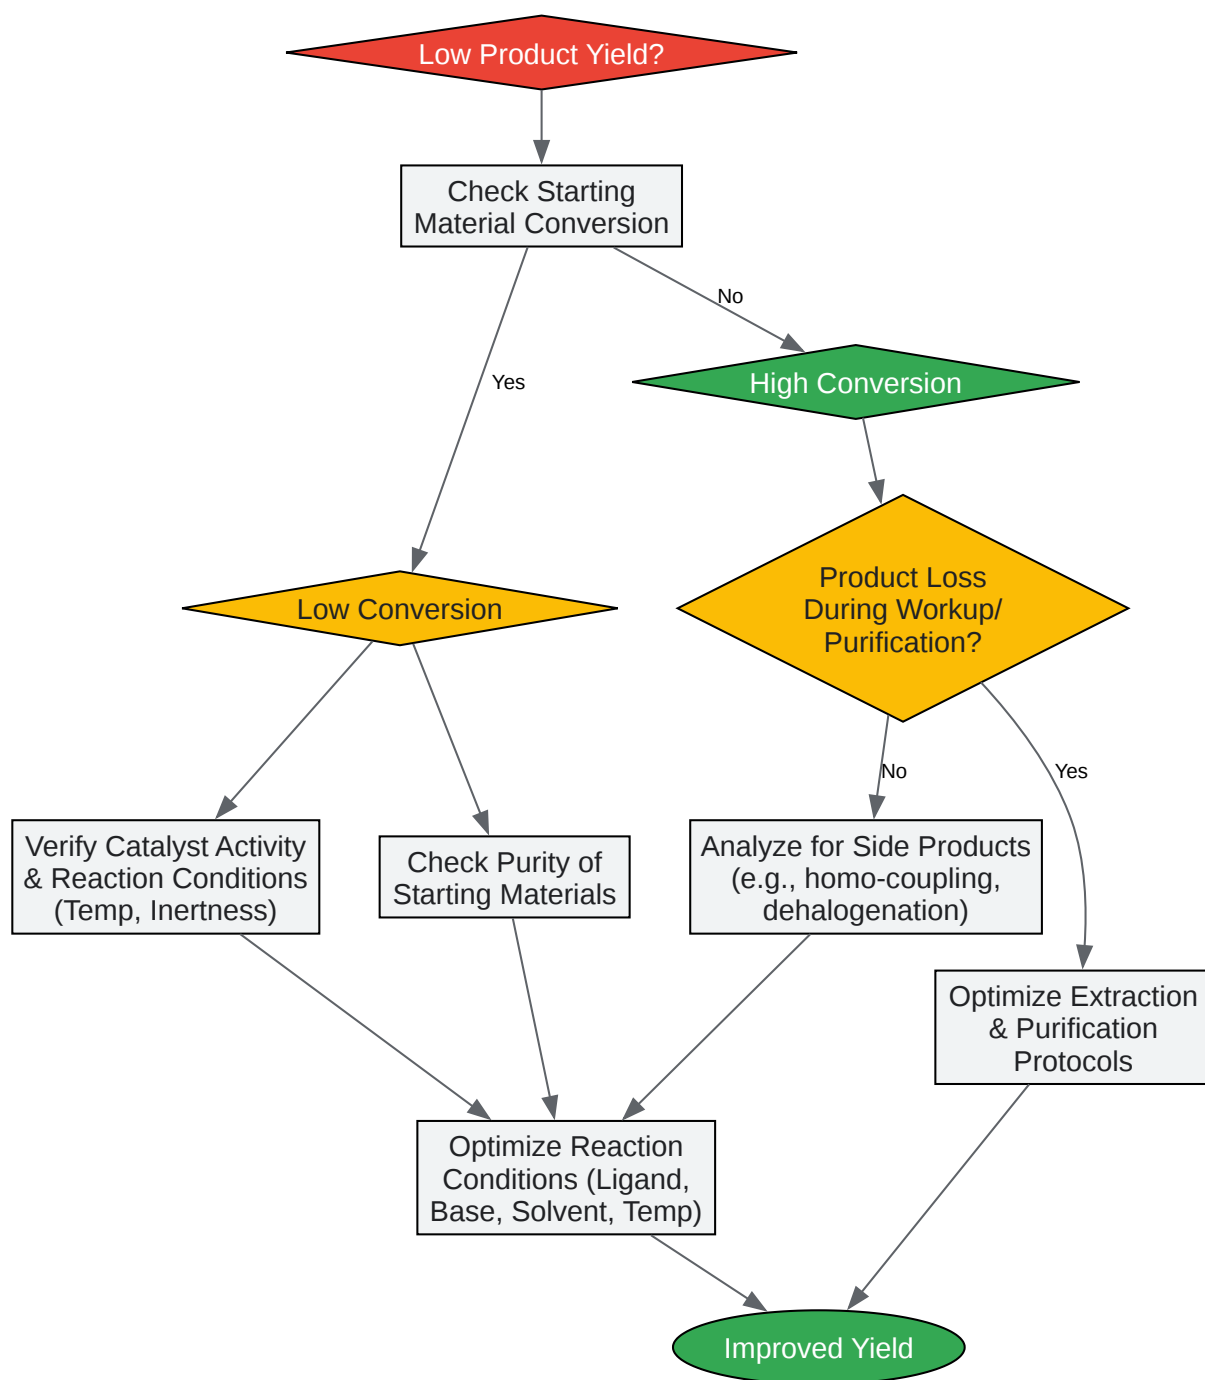 Low Product Yield?
Check Starting
Material Conversion
No
Yes
High Conversion
Low Conversion
Product Loss
During Workup/
Purification?
No
Yes
Verify Catalyst Activity
& Reaction Conditions
(Temp, Inertness)
Check Purity of
Starting Materials
Analyze for Side Products
(e.g., homo-coupling,
dehalogenation)
Optimize Extraction
& Purification
Protocols
Optimize Reaction
Conditions (Ligand,
Base, Solvent, Temp)
Improved Yield